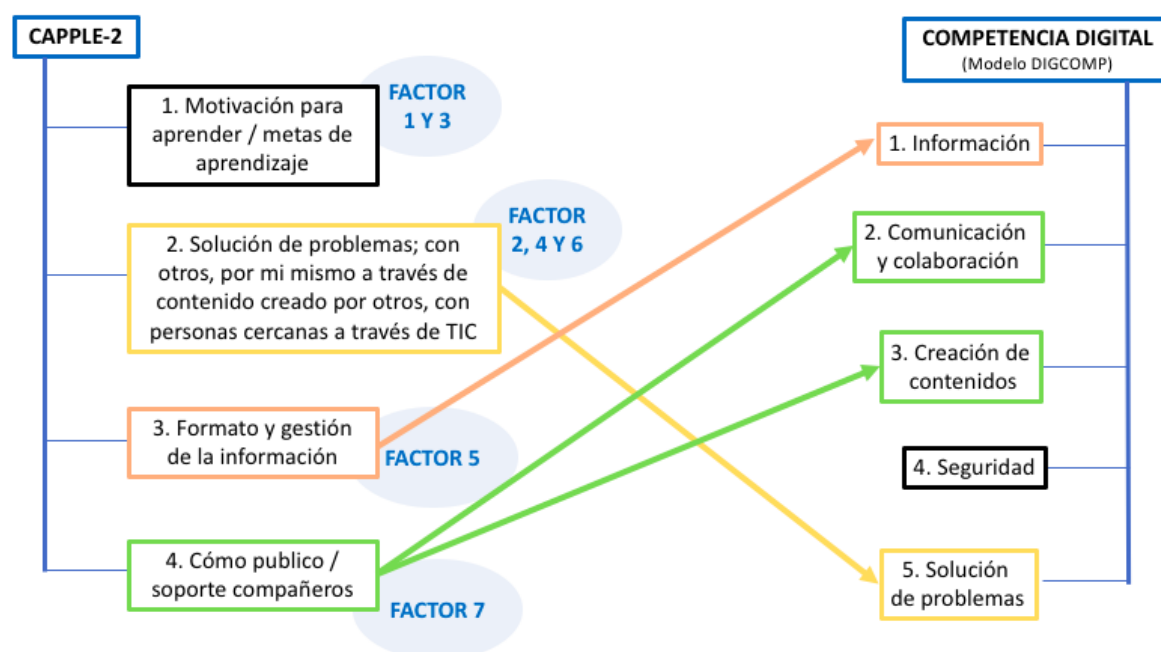 CAPPLE-2
1. Motivación para
aprender / metas de
aprendizaje
FACTOR
1 Y 3
2. Solución de problemas; con
otros, por mi mismo a través de
contenido creado por otros, con
personas cercanas a través de TIC
FACTOR
2, 4 Y 6
3. Formato y gestión
de la información
FACTOR 5
4. Cómo publico /
soporte compañeros
FACTOR 7
COMPETENCIA DIGITAL
(Modelo DIGCOMP)
1. Información
2. Comunicación
y colaboración
3. Creación de
contenidos
4. Seguridad
5. Solución
de problemas